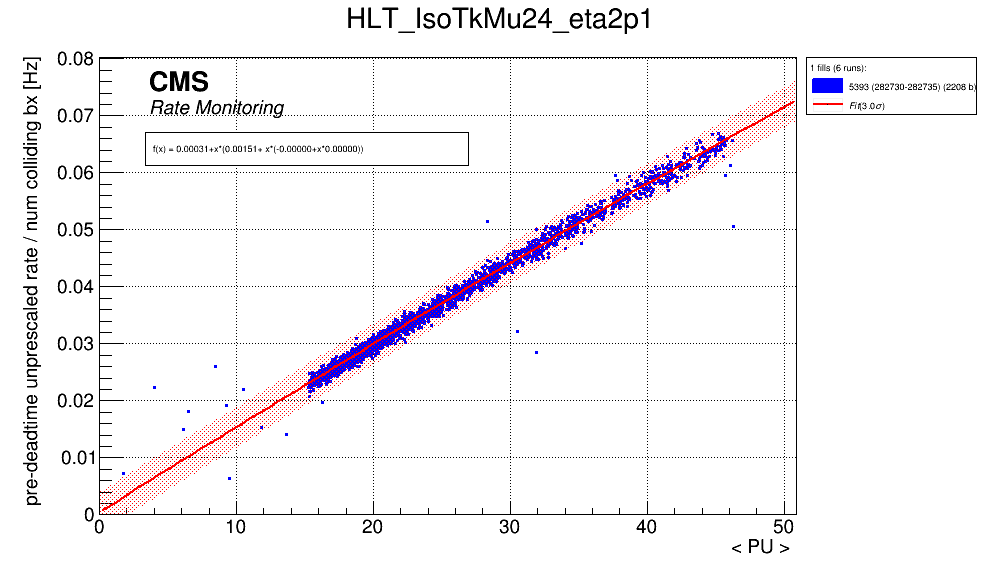 HLT_IsoTkMu24_eta2p1
pre-deadtime unprescaled rate / num colliding bx [Hz]
0.08
0.07
0.06
0.05
0.04
0.03
0.02
0.01
0
CMS
Rate Monitoring
f(x) = 0.00031+x*(0.00151+ x*(-0.00000+x*0.00000))
0 10 20 30 40 50
< PU >
1 fills (6 runs):
5393 (282730-282735) (2208 b)
Fit(3.0σ)